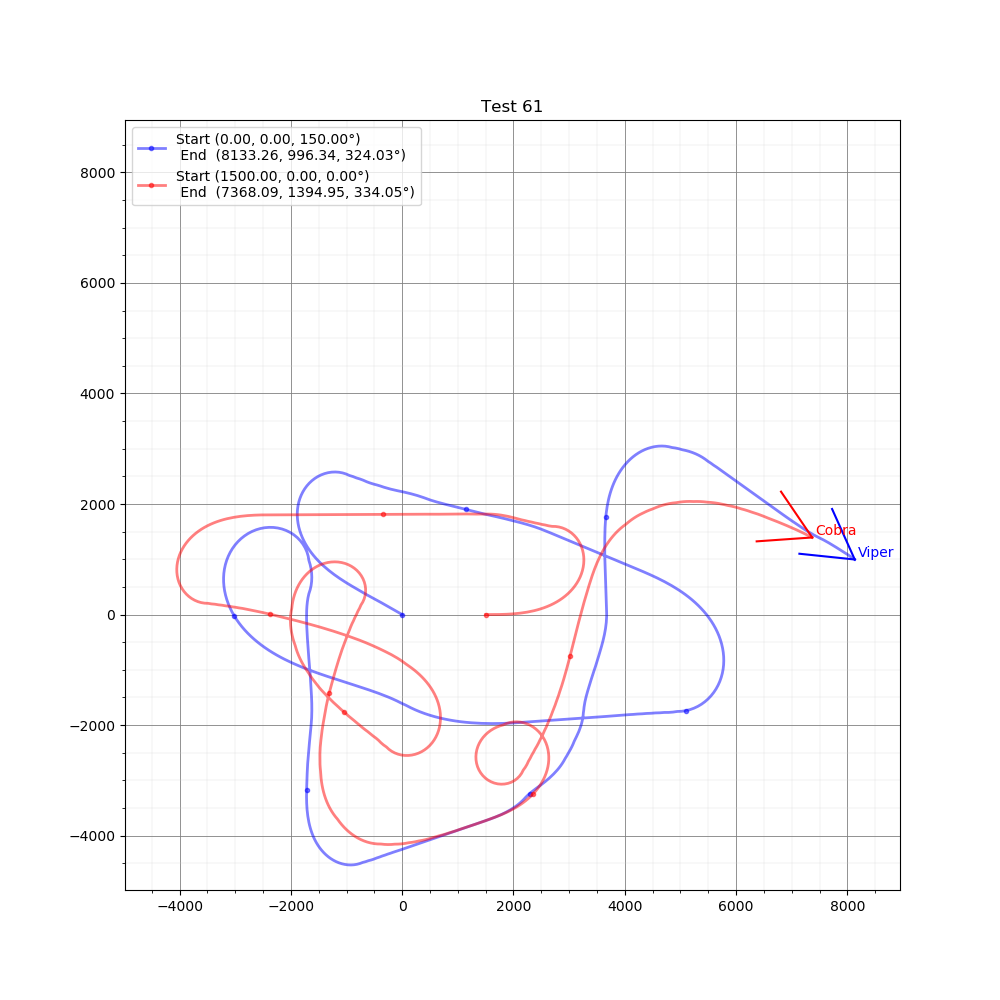 Test 61
Start (0.00, 0.00, 150.00°)
End (8133.26, 996.34, 324.03°)
Start (1500.00, 0.00, 0.00°)
End (7368.09, 1394.95, 334.05°)
8000
6000
4000
2000
0
−2000
−4000
Cobra
Viper
−4000 −2000 0 2000 4000 6000 8000